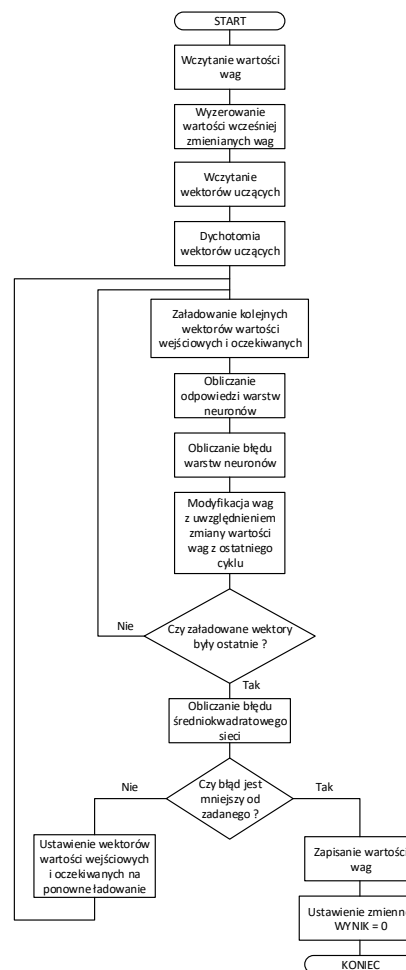 START
Wczytanie wartości
wag
Wyzerowanie
wartości wcześniej
zmienianych wag
Wczytanie
wektorów uczących
Dychotomia
wektorów uczących
Załadowanie kolejnych
wektorów wartości
wejściowych i oczekiwanych
Obliczanie
odpowiedzi warstw
neuronów
Obliczanie błędu
warstw neuronów
Modyfikacja wag
z uwzględnieniem
zmiany wartości
wag z ostatniego
cyklu
Nie
Czy załadowane wektory
były ostatnie ?
Tak
Obliczanie błędu
średniokwadratowego
sieci
Nie
Czy błąd jest
mniejszy od
zadanego ?
Tak
Ustawienie wektorów
wartości wejściowych
i oczekiwanych na
ponowne ładowanie
Zapisanie wartości
wag
Ustawienie zmienne
WYNIK = 0
KONIEC